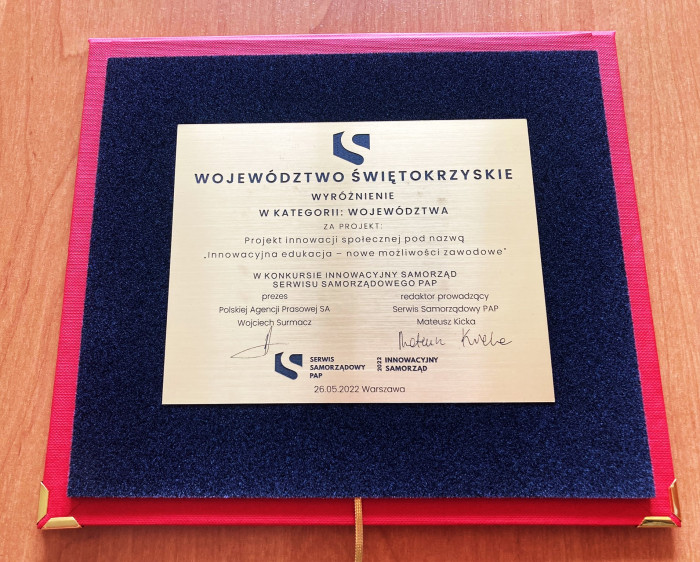 WOJEWÓDZTWO ŚWIĘTOKRZYSKIE
WYRÓŻNIENIE
W KATEGORII: WOJEWÓDZTWA
ZA PROJEKT:
Projekt innowacji społecznej pod nazwą
„Innowacyjna edukacja – nowe możliwości zawodowe"
W KONKURSIE INNOWACYJNY SAMORZĄD
SERWISU SAMORZĄDOWEGO PAP
prezes
Polskiej Agencji Prasowej SA
Wojciech Surmacz
redaktor prowadzący
Serwis Samorządowy PAP
Mateusz Kicka
Mateusz Kicka
SERWIS
SAMORZĄDOWY
PAP
2022
INNOWACYJNY
SAMORZĄD
26.05.2022 Warszawa